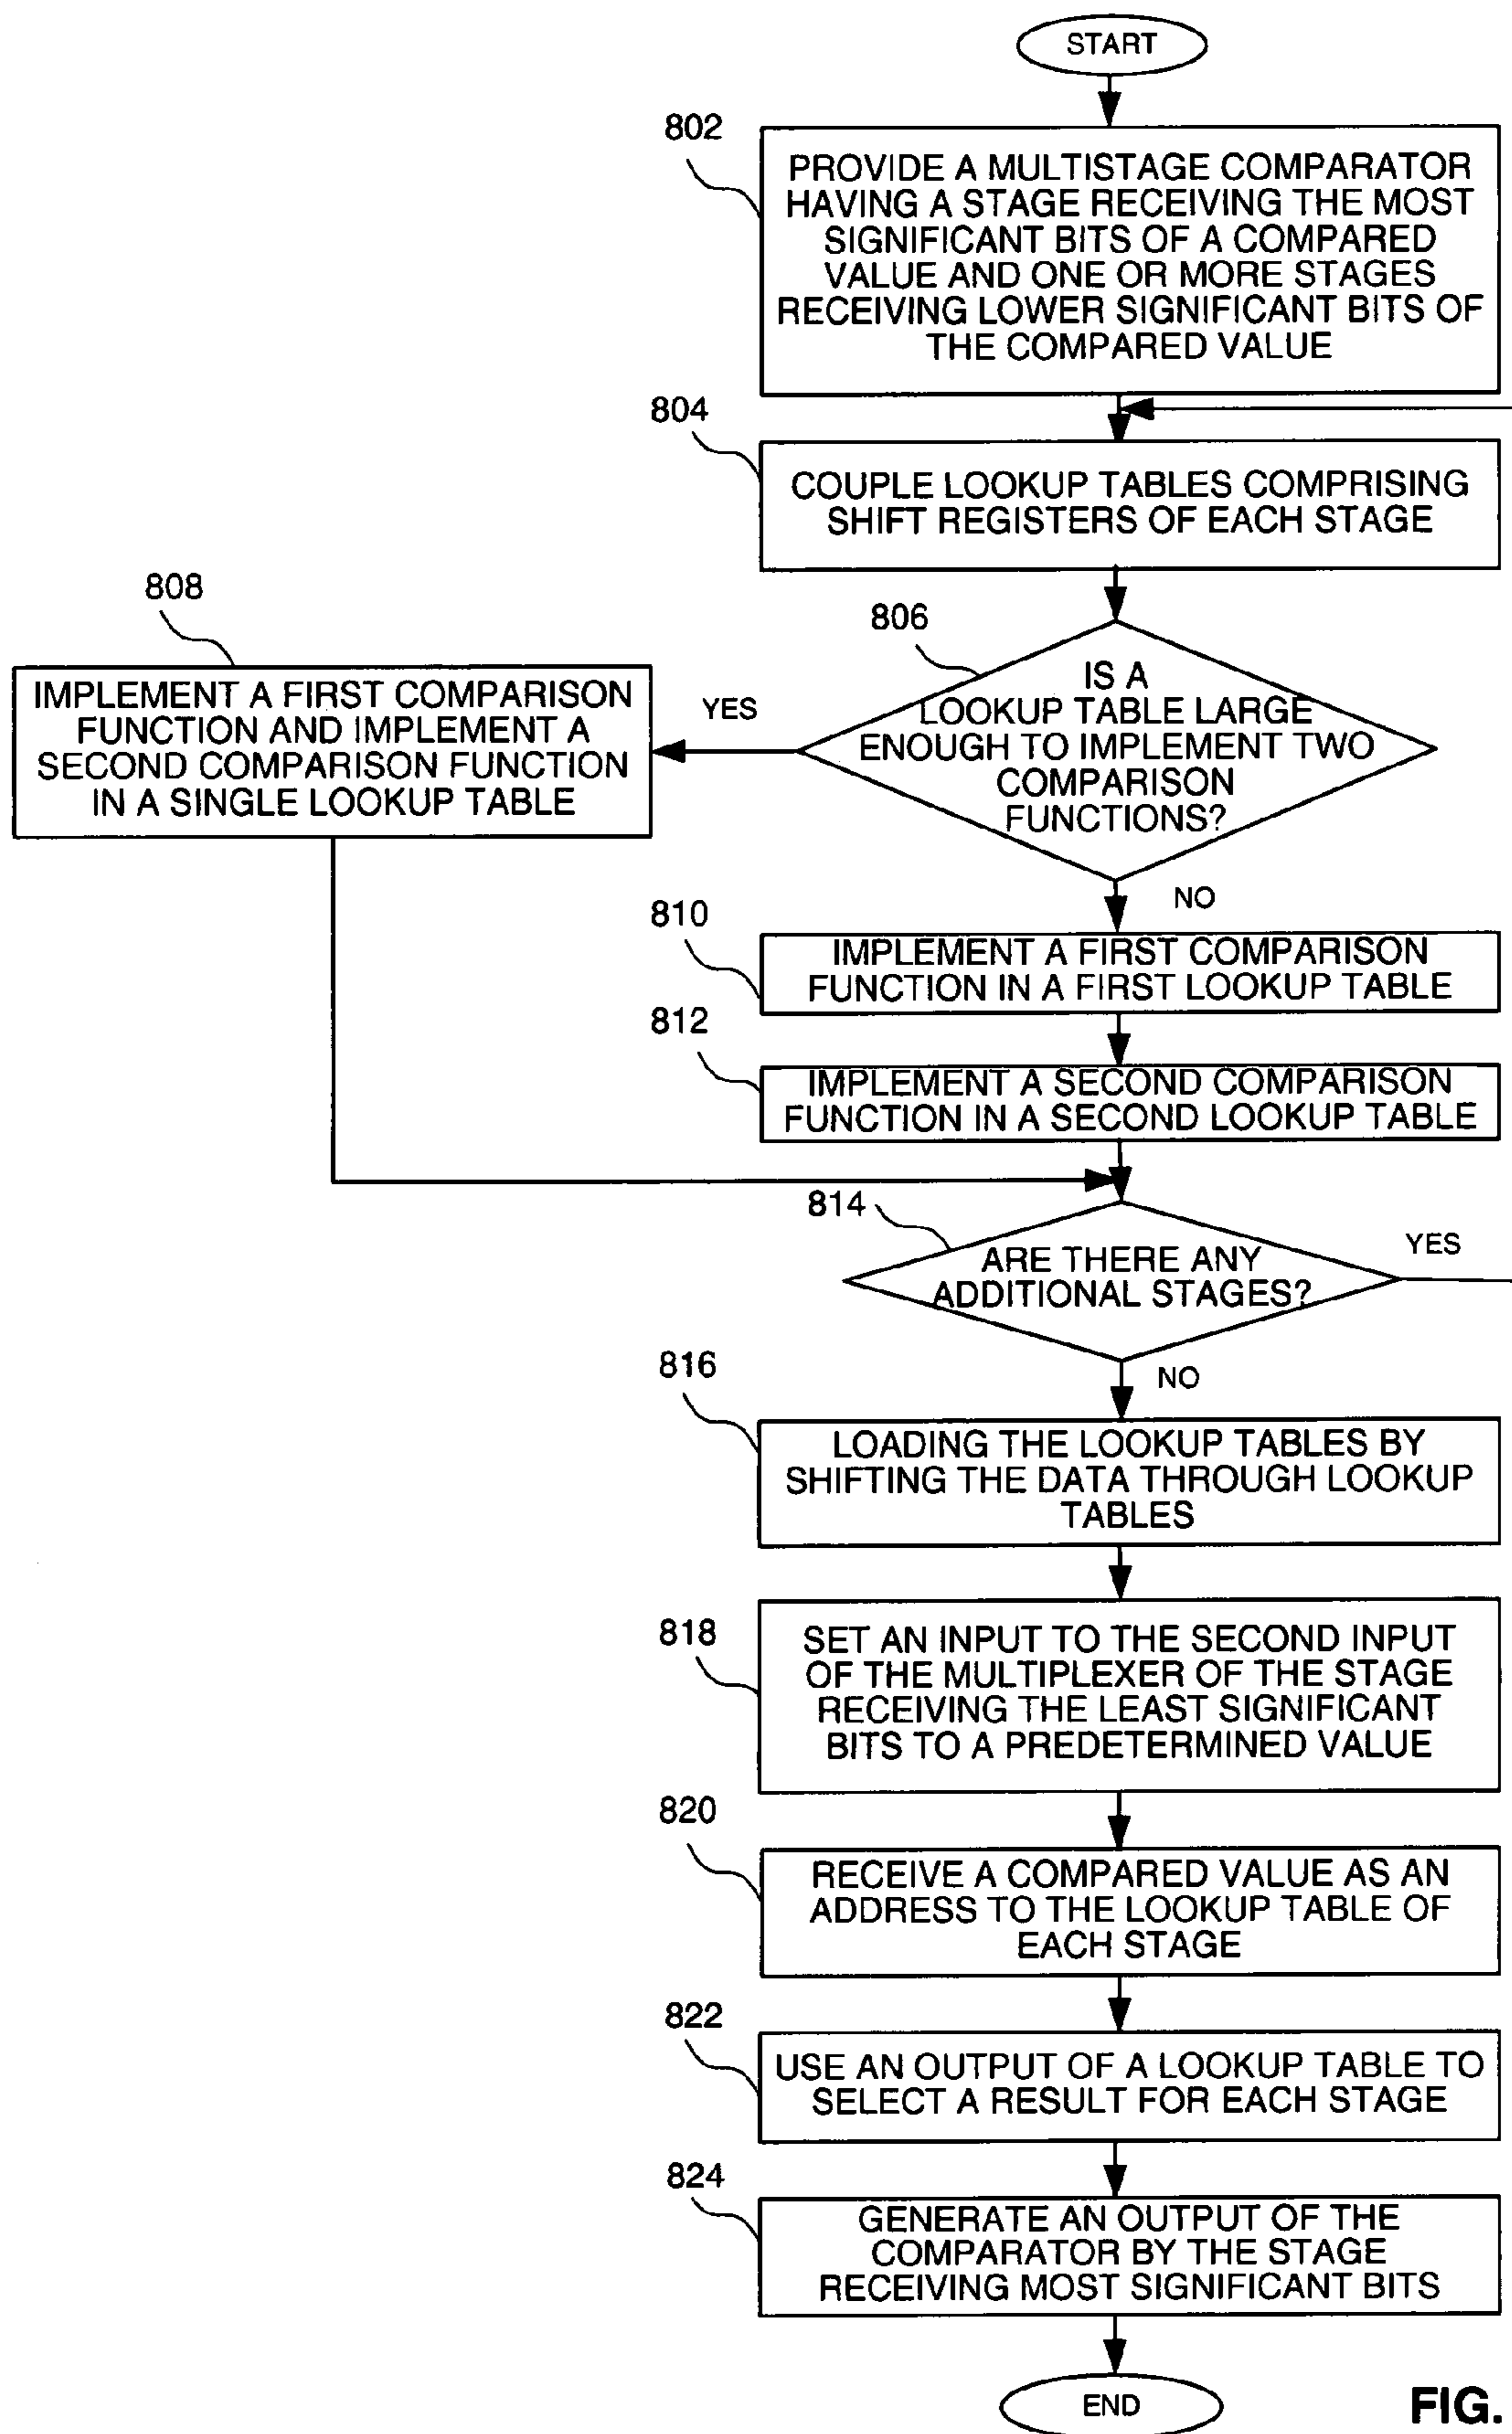 START
802
PROVIDE A MULTISTAGE COMPARATOR
HAVING A STAGE RECEIVING THE MOST
SIGNIFICANT BITS OF A COMPARED
VALUE AND ONE OR MORE STAGES
RECEIVING LOWER SIGNIFICANT BITS OF
THE COMPARED VALUE
804
COUPLE LOOKUP TABLES COMPRISING
SHIFT REGISTERS OF EACH STAGE
808
IMPLEMENT A FIRST COMPARISON
FUNCTION AND IMPLEMENT A
SECOND COMPARISON FUNCTION
IN A SINGLE LOOKUP TABLE
YES
806
IS A
LOOKUP TABLE LARGE
ENOUGH TO IMPLEMENT TWO
COMPARISON
FUNCTIONS?
NO
810
IMPLEMENT A FIRST COMPARISON
FUNCTION IN A FIRST LOOKUP TABLE
812
IMPLEMENT A SECOND COMPARISON
FUNCTION IN A SECOND LOOKUP TABLE
814
ARE THERE ANY
ADDITIONAL STAGES?
YES
NO
816
LOADING THE LOOKUP TABLES BY
SHIFTING THE DATA THROUGH LOOKUP
TABLES
818
SET AN INPUT TO THE SECOND INPUT
OF THE MULTIPLEXER OF THE STAGE
RECEIVING THE LEAST SIGNIFICANT
BITS TO A PREDETERMINED VALUE
820
RECEIVE A COMPARED VALUE AS AN
ADDRESS TO THE LOOKUP TABLE OF
EACH STAGE
822
USE AN OUTPUT OF A LOOKUP TABLE TO
SELECT A RESULT FOR EACH STAGE
824
GENERATE AN OUTPUT OF THE
COMPARATOR BY THE STAGE
RECEIVING MOST SIGNIFICANT BITS
END
FIG.